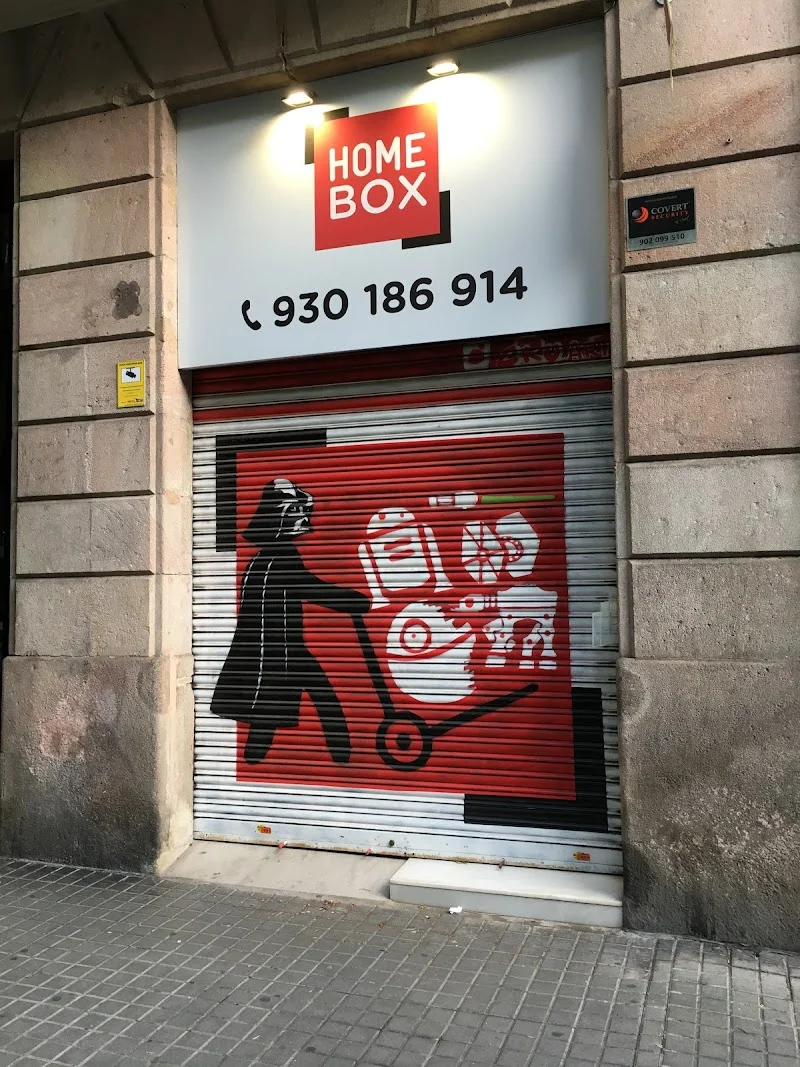 HOME
BOX
930 186 914
COVERT
SECURITY
902 099 510